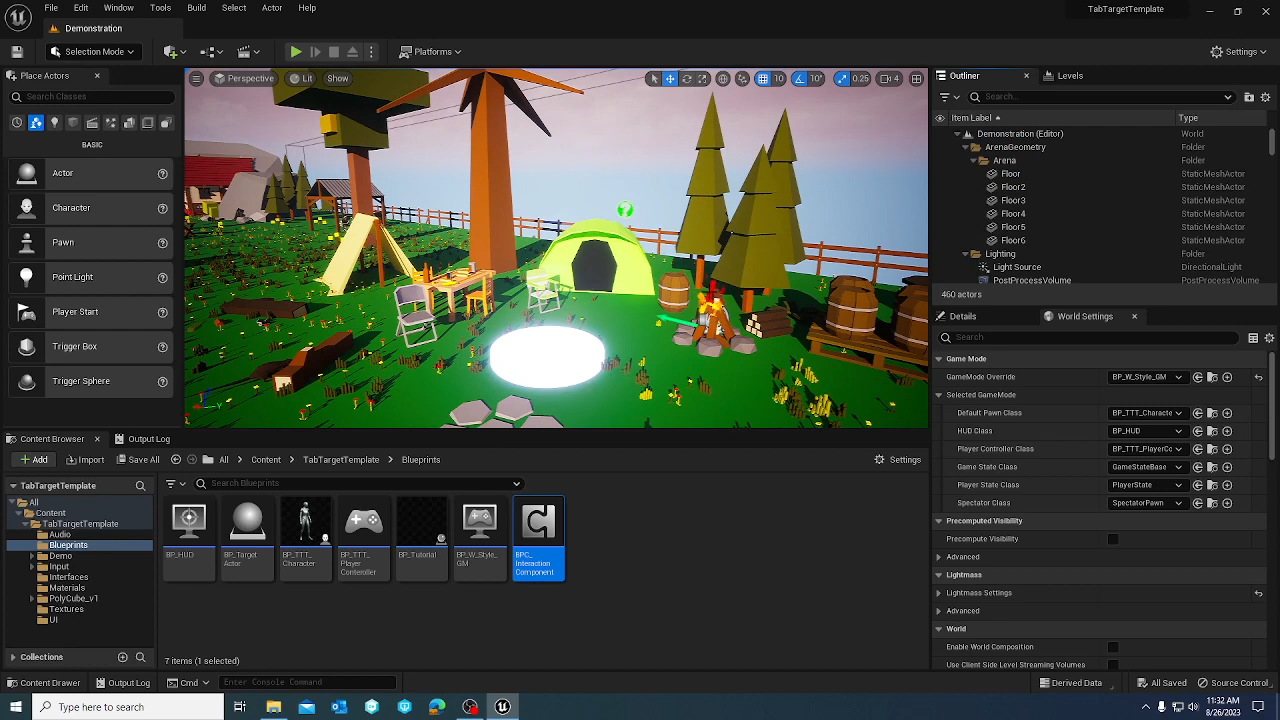 File Edit Window Tools Build Select Actor Help
TabTargetTemplate
Demonstration
Selection Mode
Platforms
Settings
Place Actors
Search Classes
BASIC
Actor
Character
Pawn
Point Light
Player Start
Trigger Box
Trigger Sphere
Perspective Lit Show
10 10° 0.25 4
Outliner Levels
Search...
Item Label Type
Demonstration (Editor) World
ArenaGeometry Folder
Arena Folder
Floor StaticMeshActor
Floor2 StaticMeshActor
Floor3 StaticMeshActor
Floor4 StaticMeshActor
Floor5 StaticMeshActor
Floor6 StaticMeshActor
Lighting Folder
Light Source DirectionalLight
PostProcessVolume PostProcessVolume
460 actors
Details World Settings
Search
Game Mode
GameMode Override BP_W_Style_GM
Selected GameMode
Default Pawn Class BP_TTT_Characte
HUD Class BP_HUD
Player Controller Class BP_TTT_PlayerCo
Game State Class GameStateBase
Player State Class PlayerState
Spectator Class SpectatorPawn
Precomputed Visibility
Precompute Visibility
Advanced
Lightmass
Lightmass Settings
Advanced
World
Enable World Composition
Use Client Side Level Streaming Volumes
Content Browser Output Log
Add Import Save All All Content TabTargetTemplate Blueprints Settings
TabTargetTemplate
Search Blueprints
All
Content
TabTargetTemplate
Audio
Blueprints
Demo
Input
Interfaces
Materials
PolyCube_v1
Textures
UI
BP_HUD
BP_Target
Actor
BP_TTT_
Character
BP_TTT_
Player
Conteroller
BP_Tutorial
BP_W_Style_
GM
BPC_
Interaction
Component
Collections
7 items (1 selected)
Content Drawer Output Log Cmd Enter Console Command Derived Data All Saved Source Control
Type here to search
11:32 AM
8/26/2023